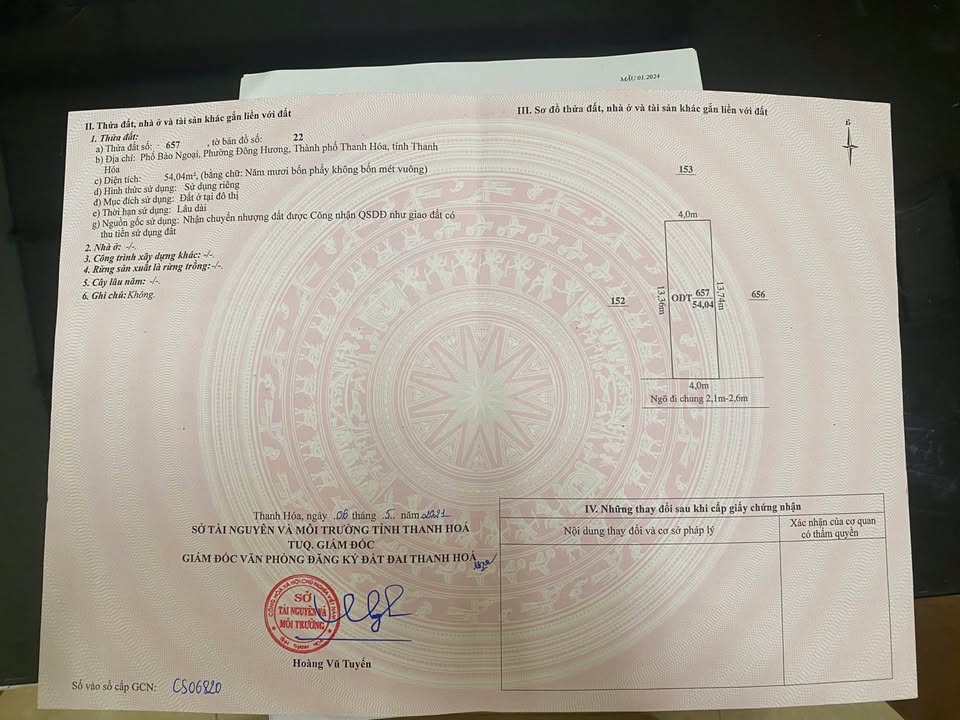 MẪU 01.2024
II. Thửa đất, nhà ở và tài sản khác gắn liền với đất
1. Thửa đất:
a) Thửa đất số: 657 , tờ bản đồ số: 22
b) Địa chỉ: Phố Bào Ngoại, Phường Đông Hương, Thành phố Thanh Hóa, tỉnh Thanh
Hóa
c) Diện tích: 54,04m², (bằng chữ: Năm mươi bốn phẩy không bốn mét vuông)
d) Hình thức sử dụng: Sử dụng riêng
đ) Mục đích sử dụng: Đất ở tại đô thị
e) Thời hạn sử dụng: Lâu dài
g) Nguồn gốc sử dụng: Nhận chuyển nhượng đất được Công nhận QSDĐ như giao đất có
thu tiền sử dụng đất
2. Nhà ở: -/-.
3. Công trình xây dựng khác: -/-.
4. Rừng sản xuất là rừng trồng:-/-.
5. Cây lâu năm: -/-.
6. Ghi chú: Không.
Thanh Hóa, ngày 06 tháng 5 năm 2021
SỞ TÀI NGUYÊN VÀ MÔI TRƯỜNG TỈNH THANH HOÁ
TUQ. GIÁM ĐỐC
GIÁM ĐỐC VĂN PHÒNG ĐĂNG KÝ ĐẤT ĐAI THANH HOÁ
SỞ
TÀI NGUYÊN VÀ
MÔI TRƯỜNG
Hoàng Vũ Tuyến
Số vào sổ cấp GCN: CS06820
III. Sơ đồ thửa đất, nhà ở và tài sản khác gắn liền với đất
B
153
4,0m
152
13,36m
ODT 657
54,04
13,74m
656
4,0m
Ngõ đi chung 2,1m-2,6m
IV. Những thay đổi sau khi cấp giấy chứng nhận
Nội dung thay đổi và cơ sở pháp lý
Xác nhận của cơ quan
có thẩm quyền